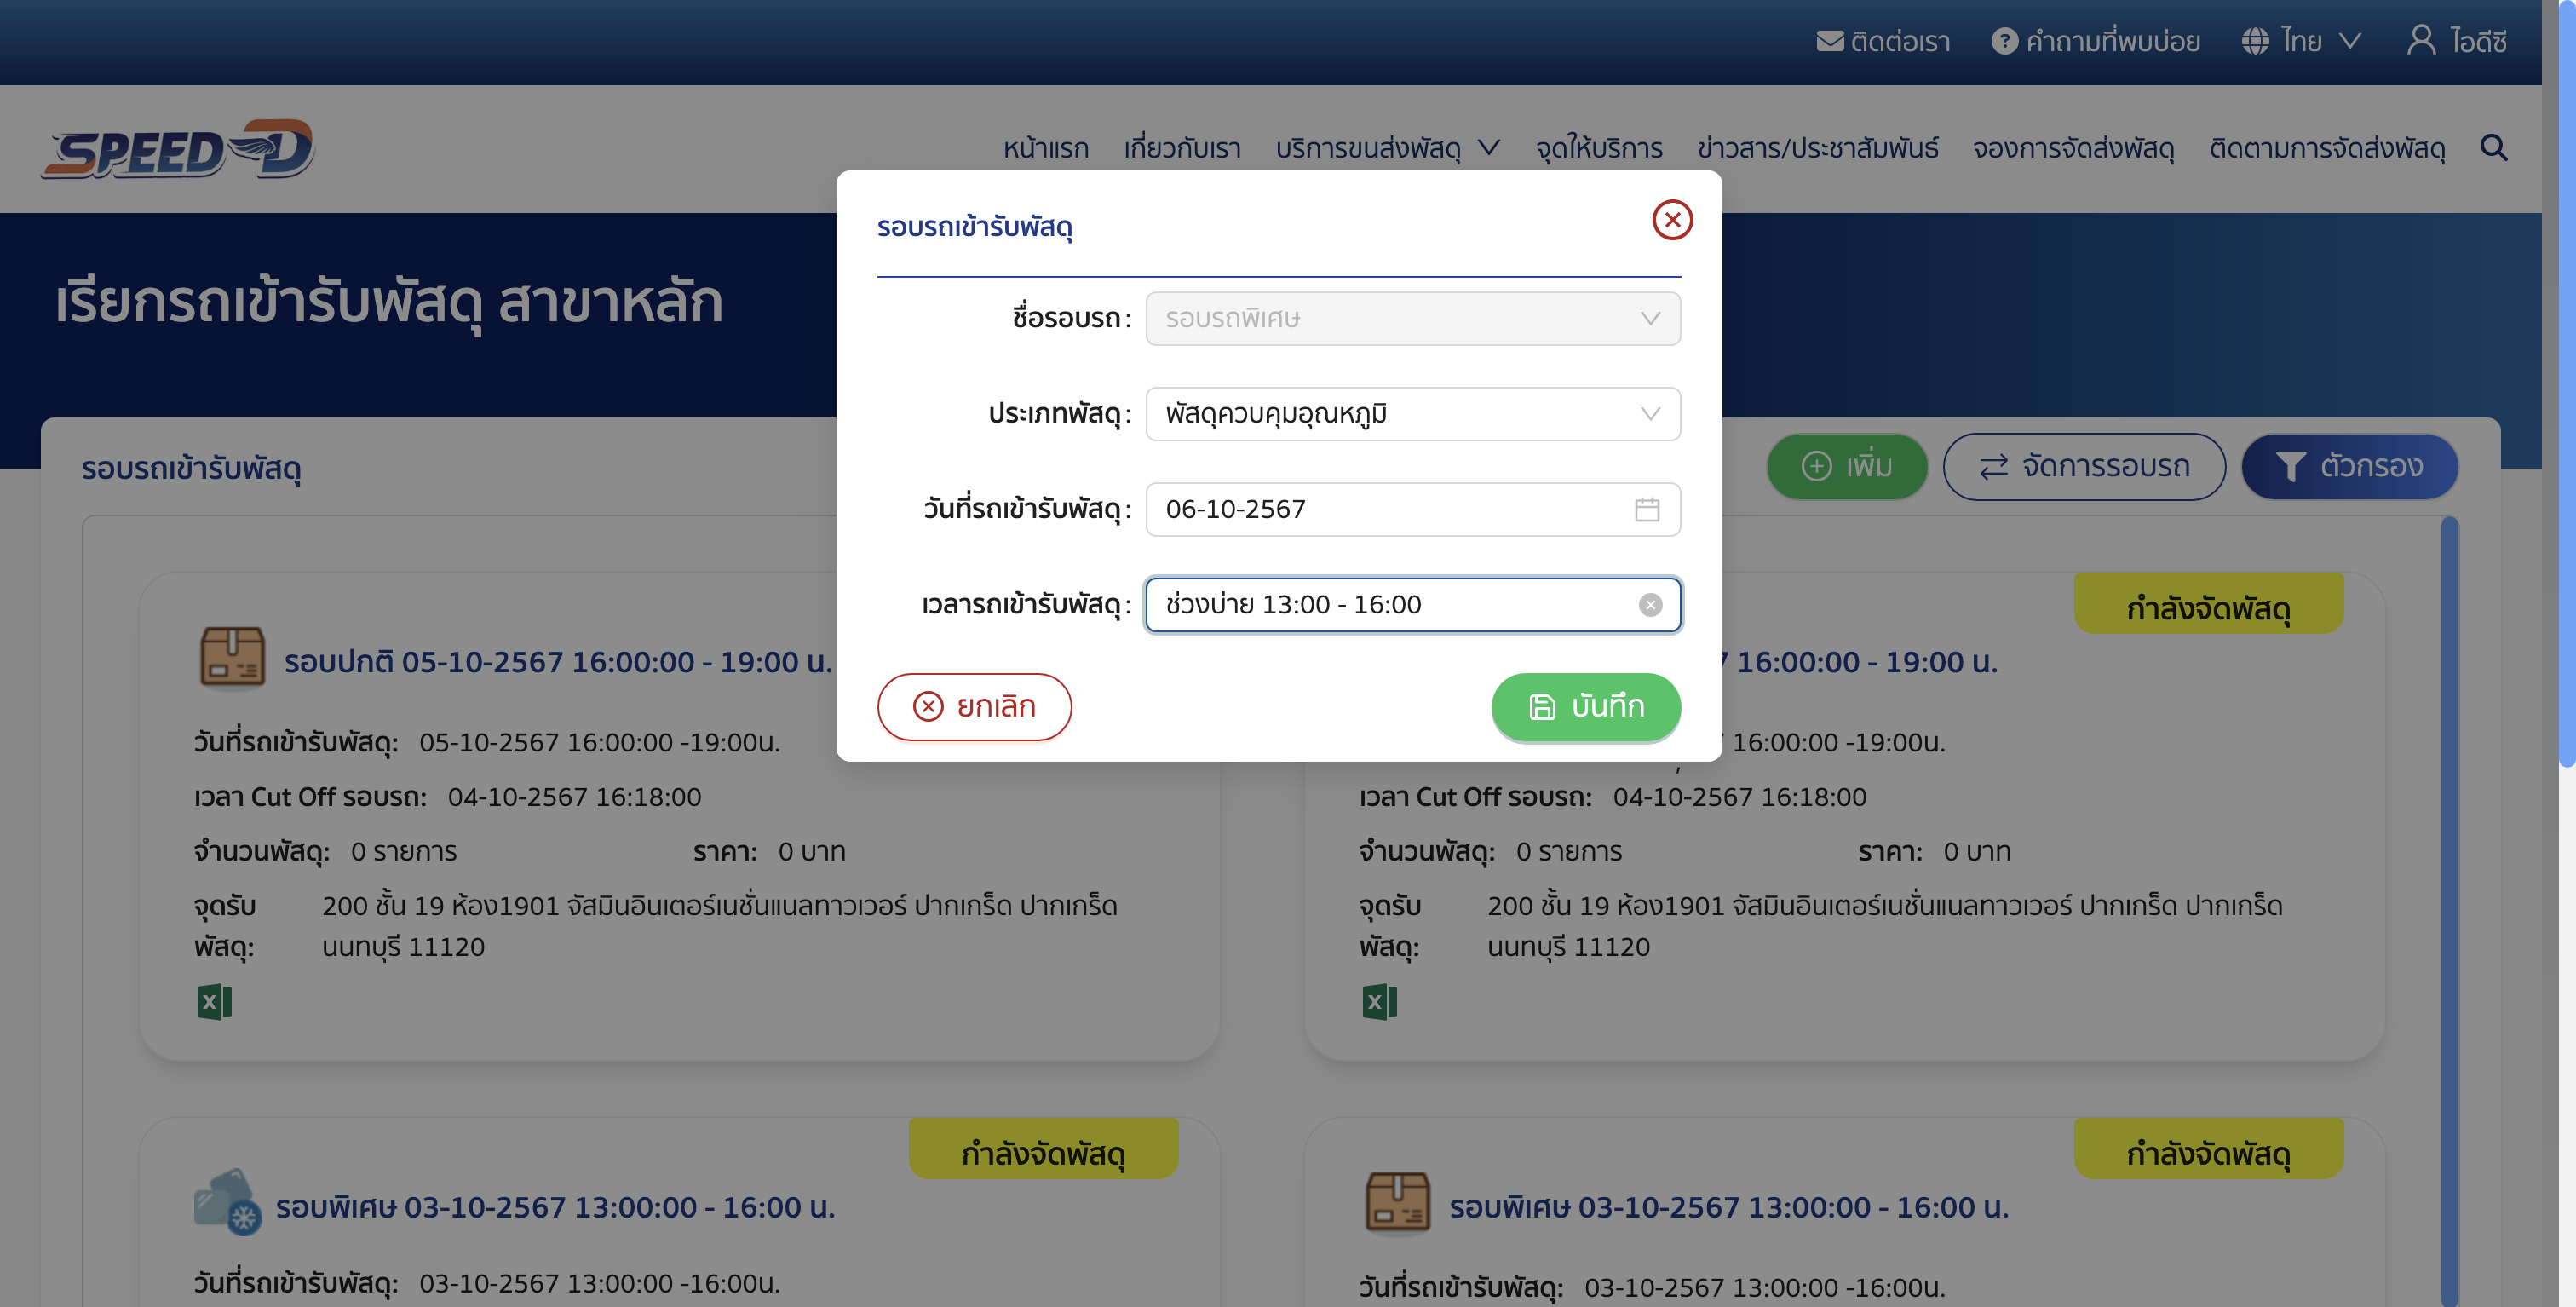 ติดต่อเรา คำถามที่พบบ่อย ไทย ไอดีซี
SPEED-D
หน้าแรก เกี่ยวกับเรา บริการขนส่งพัสดุ จุดให้บริการ ข่าวสาร/ประชาสัมพันธ์ จองการจัดส่งพัสดุ ติดตามการจัดส่งพัสดุ
เรียกรถเข้ารับพัสดุ สาขาหลัก
รอบรถเข้ารับพัสดุ
ชื่อรอบรถ : รอบรถพิเศษ
ประเภทพัสดุ : พัสดุควบคุมอุณหภูมิ
วันที่รถเข้ารับพัสดุ : 06-10-2567
เวลารถเข้ารับพัสดุ : ช่วงบ่าย 13:00 - 16:00
ยกเลิก บันทึก
รอบรถเข้ารับพัสดุ
เพิ่ม จัดการรอบรถ ตัวกรอง
รอบปกติ 05-10-2567 16:00:00 - 19:00 น.
วันที่รถเข้ารับพัสดุ: 05-10-2567 16:00:00 -19:00น.
เวลา Cut Off รอบรถ: 04-10-2567 16:18:00
จำนวนพัสดุ: 0 รายการ ราคา: 0 บาท
จุดรับ 200 ชั้น 19 ห้อง1901 จัสมินอินเตอร์เนชั่นแนลทาวเวอร์ ปากเกร็ด ปากเกร็ด
พัสดุ: นนทบุรี 11120
กำลังจัดพัสดุ
16:00:00 - 19:00 น.
16:00:00 -19:00น.
เวลา Cut Off รอบรถ: 04-10-2567 16:18:00
จำนวนพัสดุ: 0 รายการ ราคา: 0 บาท
จุดรับ 200 ชั้น 19 ห้อง1901 จัสมินอินเตอร์เนชั่นแนลทาวเวอร์ ปากเกร็ด ปากเกร็ด
พัสดุ: นนทบุรี 11120
กำลังจัดพัสดุ
รอบพิเศษ 03-10-2567 13:00:00 - 16:00 น.
วันที่รถเข้ารับพัสดุ: 03-10-2567 13:00:00 -16:00น.
กำลังจัดพัสดุ
รอบพิเศษ 03-10-2567 13:00:00 - 16:00 น.
วันที่รถเข้ารับพัสดุ: 03-10-2567 13:00:00 -16:00น.